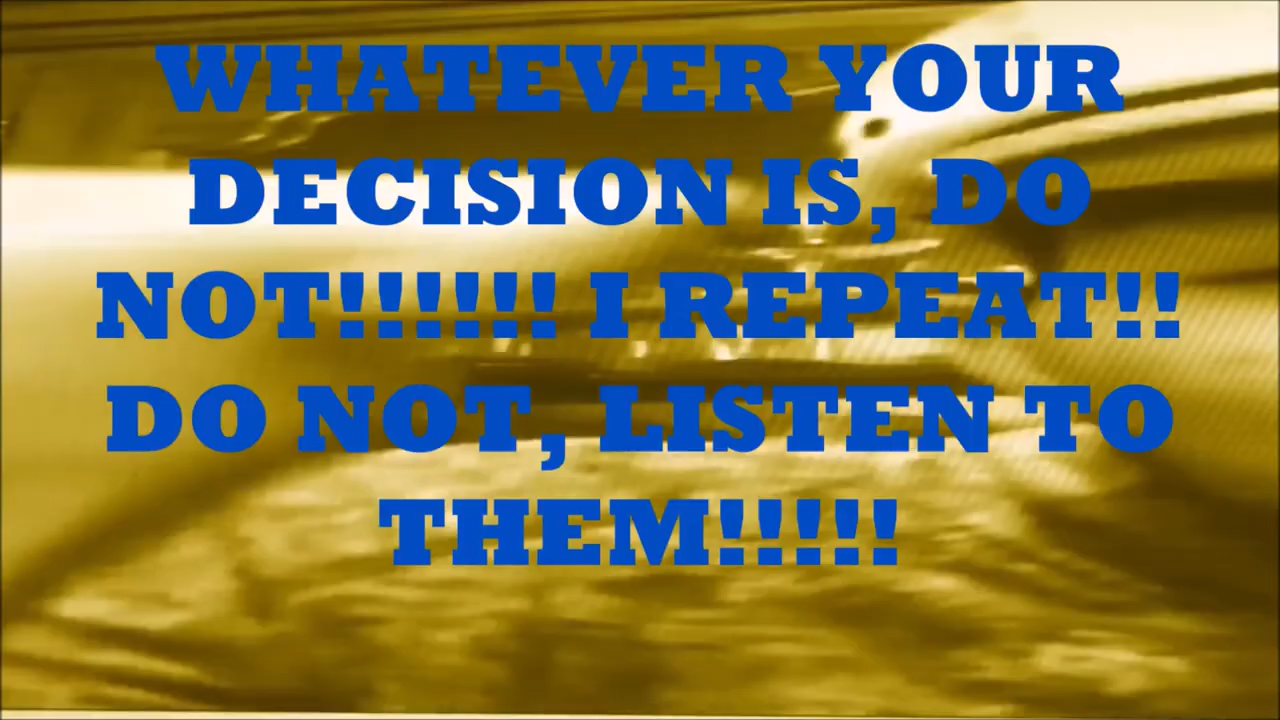 WHATEVER YOUR
DECISION IS, DO
NOT!!!!!! I REPEAT!!
DO NOT, LISTEN TO
THEM!!!!!